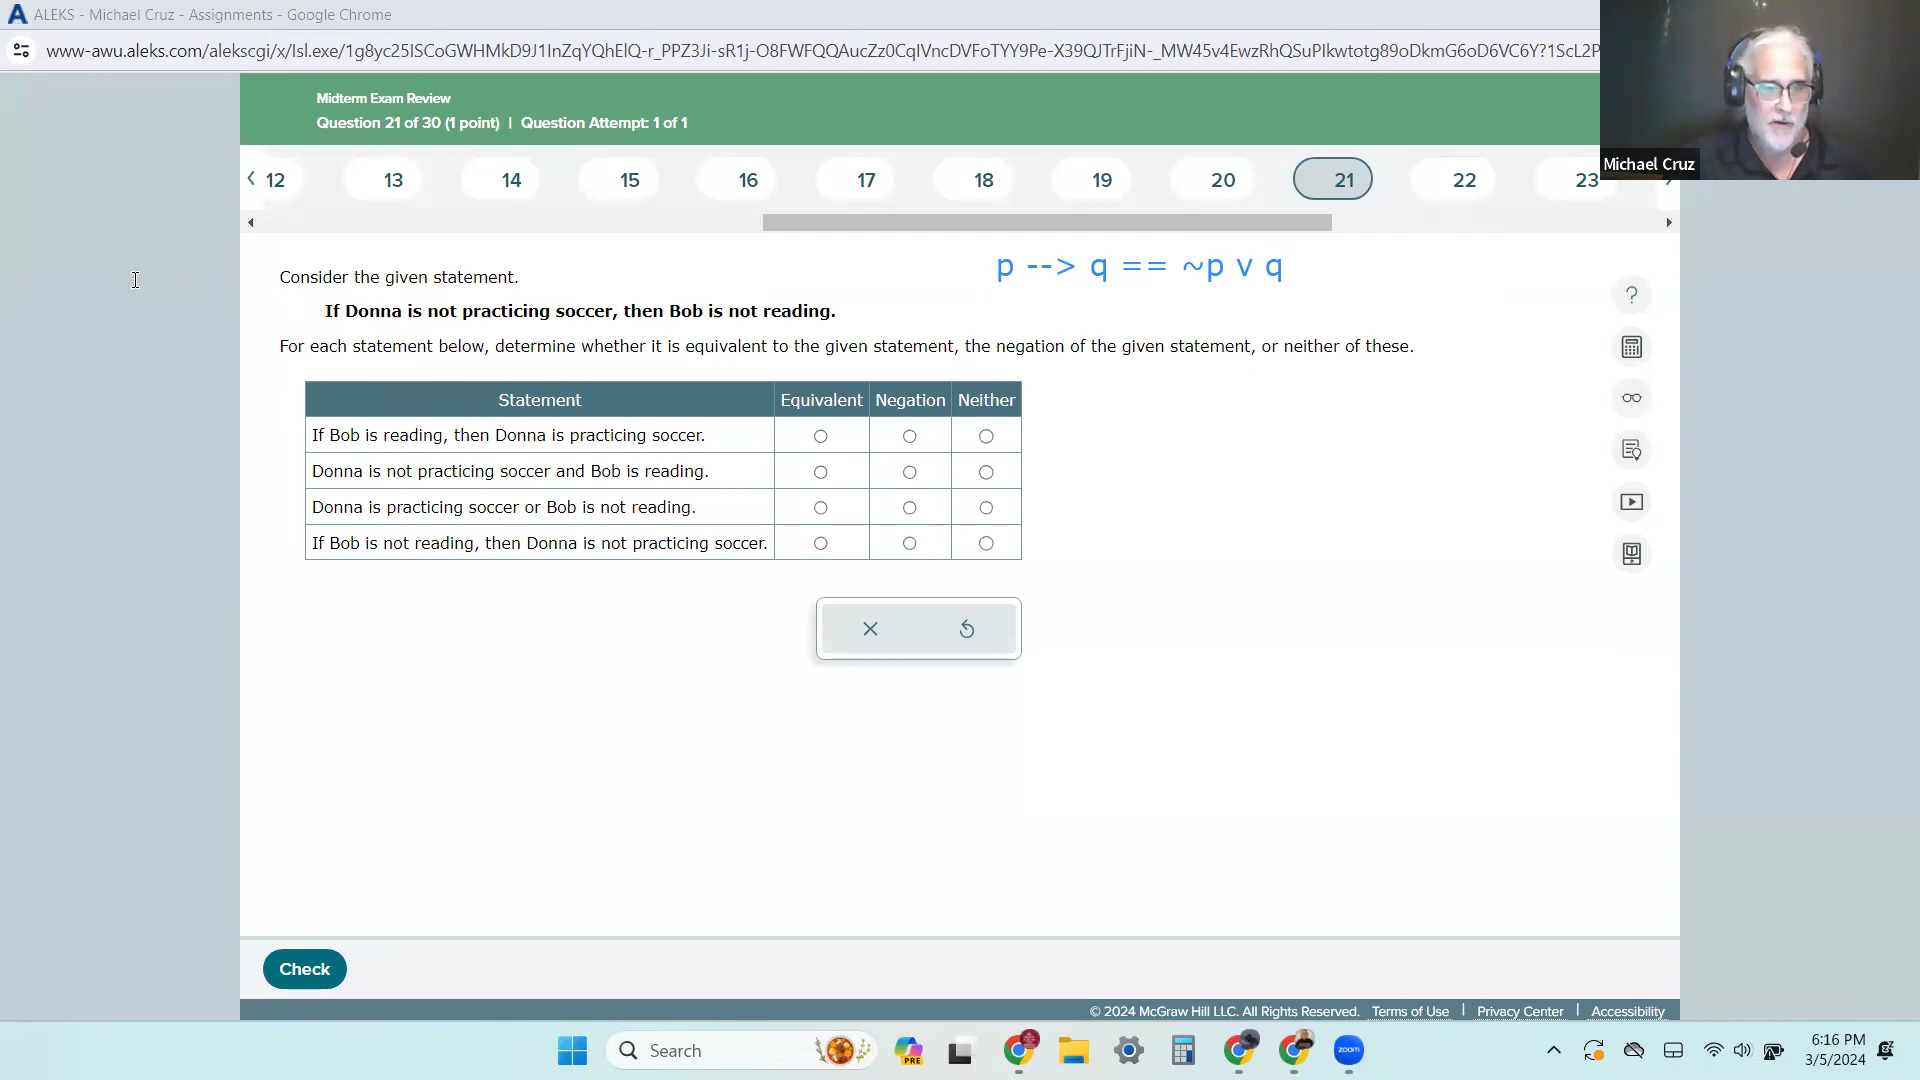 ALEKS - Michael Cruz - Assignments - Google Chrome
Midterm Exam Review
Question 21 of 30 (1 point) | Question Attempt: 1 of 1
Michael Cruz
12 13 14 15 16 17 18 19 20 21 22 23
Consider the given statement.
p --> q == ~p v q
If Donna is not practicing soccer, then Bob is not reading.
For each statement below, determine whether it is equivalent to the given statement, the negation of the given statement, or neither of these.
Statement Equivalent Negation Neither
If Bob is reading, then Donna is practicing soccer.
Donna is not practicing soccer and Bob is reading.
Donna is practicing soccer or Bob is not reading.
If Bob is not reading, then Donna is not practicing soccer.
Check
© 2024 McGraw Hill LLC. All Rights Reserved. Terms of Use | Privacy Center | Accessibility
Search
PRE
zoom
6:16 PM
3/5/2024